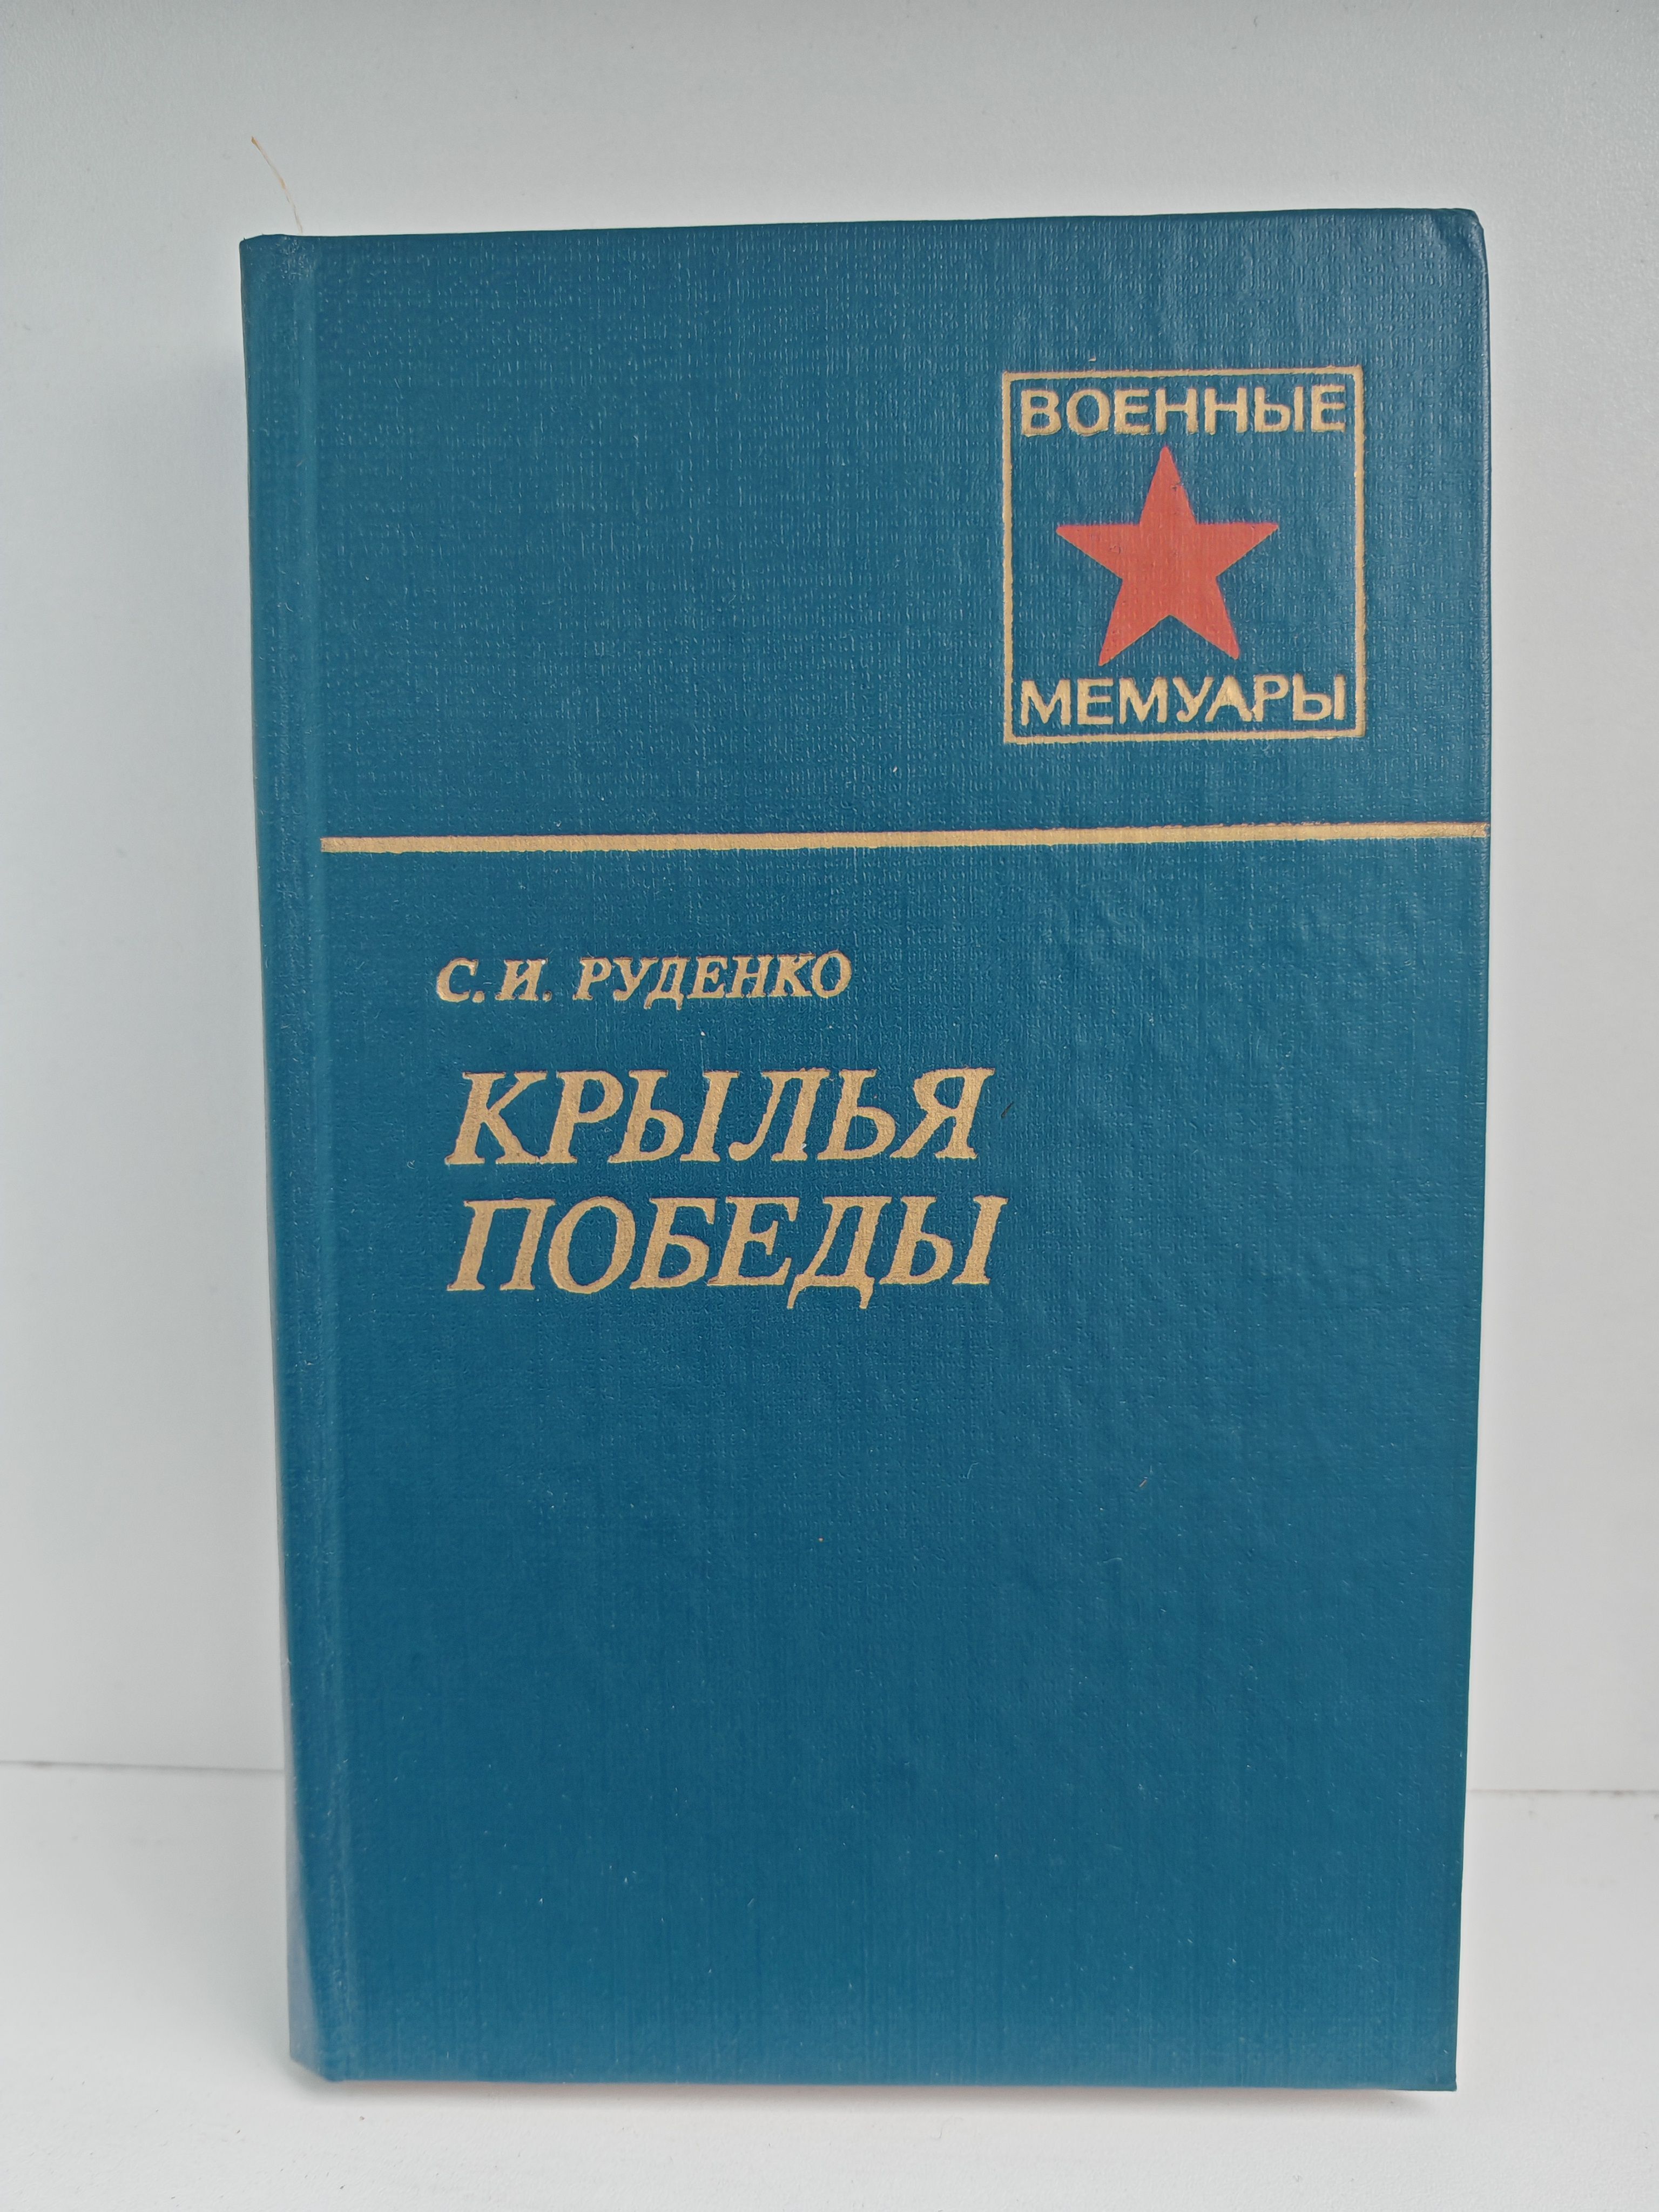 ВОЕННЫЕ
МЕМУАРЫ
С. И. РУДЕНКО
КРЫЛЬЯ
ПОБЕДЫ